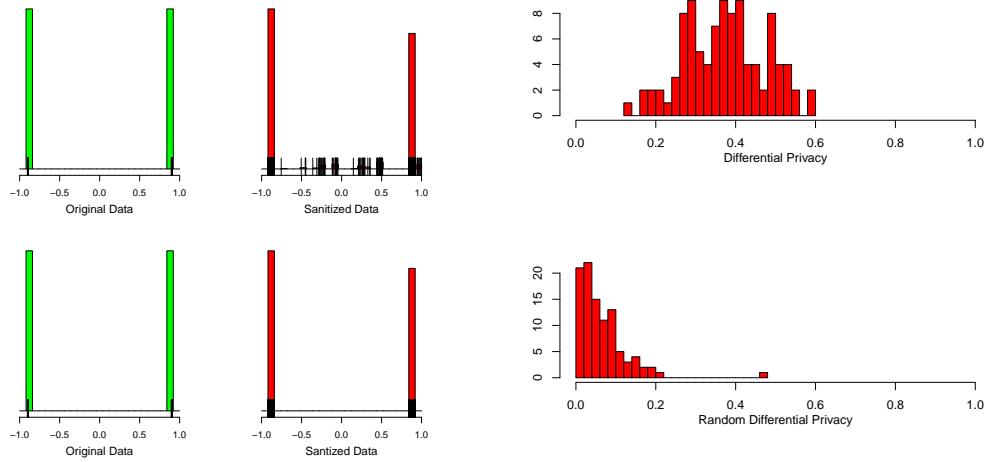 −1.0 −0.5 0.0 0.5 1.0
Original Data
−1.0 −0.5 0.0 0.5 1.0
Sanitized Data
0 2 4 6 8
0.0 0.2 0.4 0.6 0.8 1.0
Differential Privacy
−1.0 −0.5 0.0 0.5 1.0
Original Data
−1.0 −0.5 0.0 0.5 1.0
Santized Data
0 5 10 15 20
0.0 0.2 0.4 0.6 0.8 1.0
Random Differential Privacy